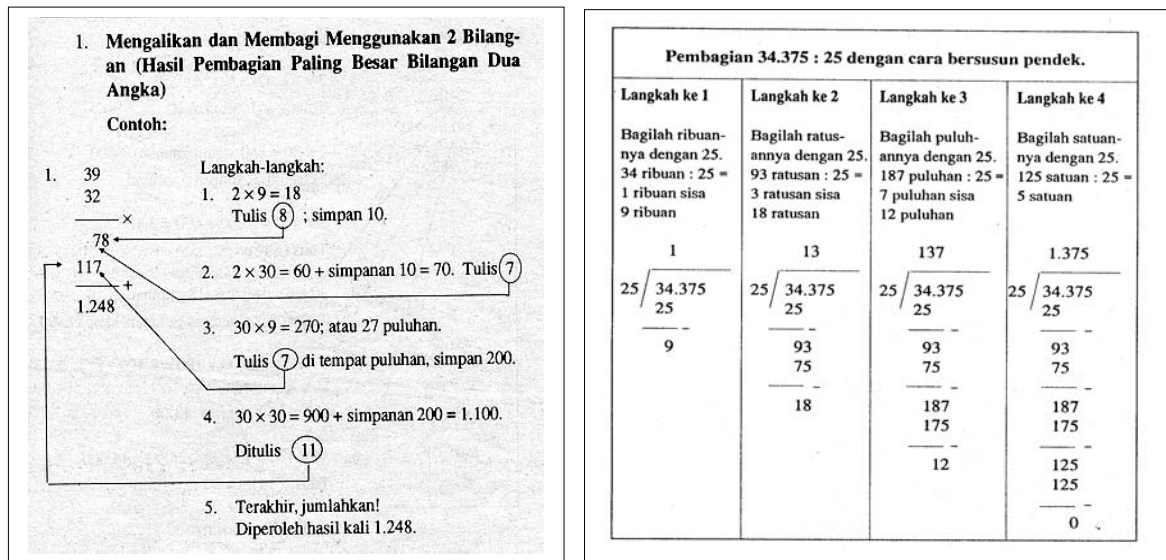 1. Mengalikan dan Membagi Menggunakan 2 Bilang-
an (Hasil Pembagian Paling Besar Bilangan Dua
Angka)
Contoh:
1. 39
32
×
78
117
+
1.248
Langkah-langkah:
1. 2 × 9 = 18
Tulis 8 ; simpan 10.
2. 2 × 30 = 60 + simpanan 10 = 70. Tulis 7
3. 30 × 9 = 270; atau 27 puluhan.
Tulis 7 di tempat puluhan, simpan 200.
4. 30 × 30 = 900 + simpanan 200 = 1.100.
Ditulis 11
5. Terakhir, jumlahkan!
Diperoleh hasil kali 1.248.
Pembagian 34.375 : 25 dengan cara bersusun pendek.
Langkah ke 1
Bagilah ribuan-
nya dengan 25.
34 ribuan : 25 =
1 ribuan sisa
9 ribuan
1
25 34.375
25
-
9
Langkah ke 2
Bagilah ratus-
annya dengan 25.
93 ratusan : 25 =
3 ratusan sisa
18 ratusan
13
25 34.375
25
-
93
75
-
18
Langkah ke 3
Bagilah puluh-
annya dengan 25.
187 puluhan : 25 =
7 puluhan sisa
12 puluhan
137
25 34.375
25
-
93
75
-
187
175
-
12
Langkah ke 4
Bagilah satuan-
nya dengan 25.
125 satuan : 25 =
5 satuan
1.375
25 34.375
25
-
93
75
-
187
175
-
125
125
-
0